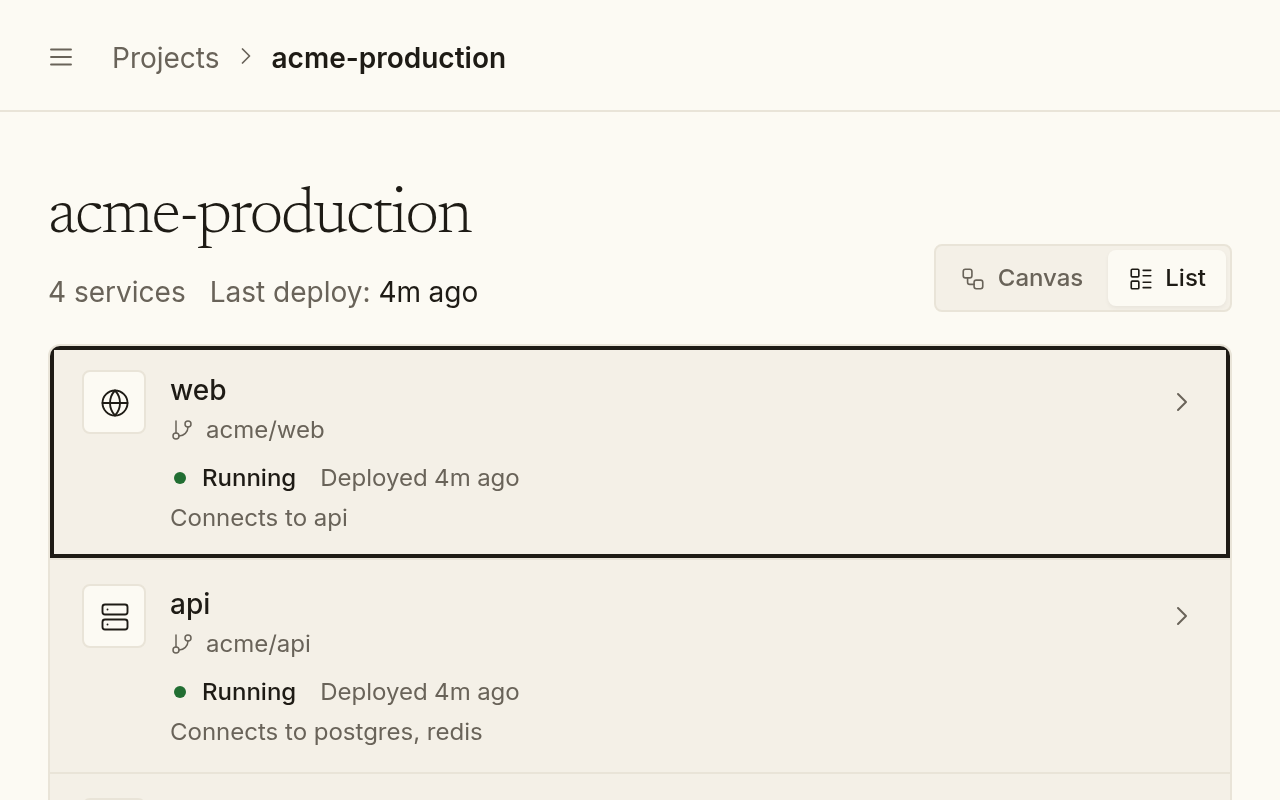 Projects > acme-production
acme-production
4 services Last deploy: 4m ago
Canvas List
web
acme/web
Running Deployed 4m ago
Connects to api
api
acme/api
Running Deployed 4m ago
Connects to postgres, redis